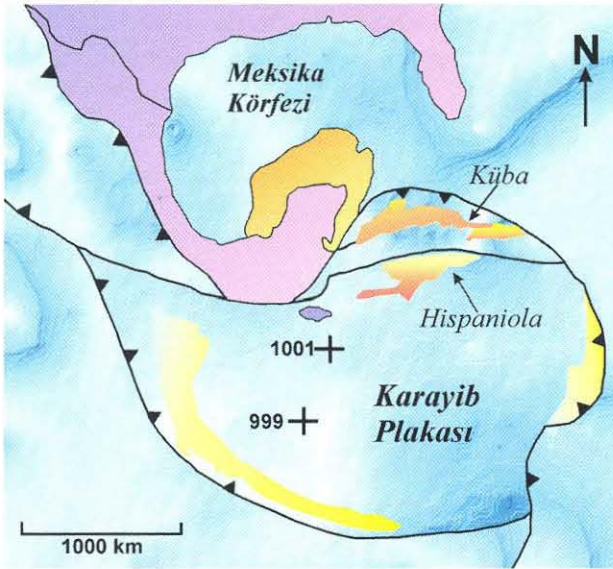 Meksika
Körfezi
N
Küba
Hispaniola
1001
999
Karayib
Plakası
1000 km